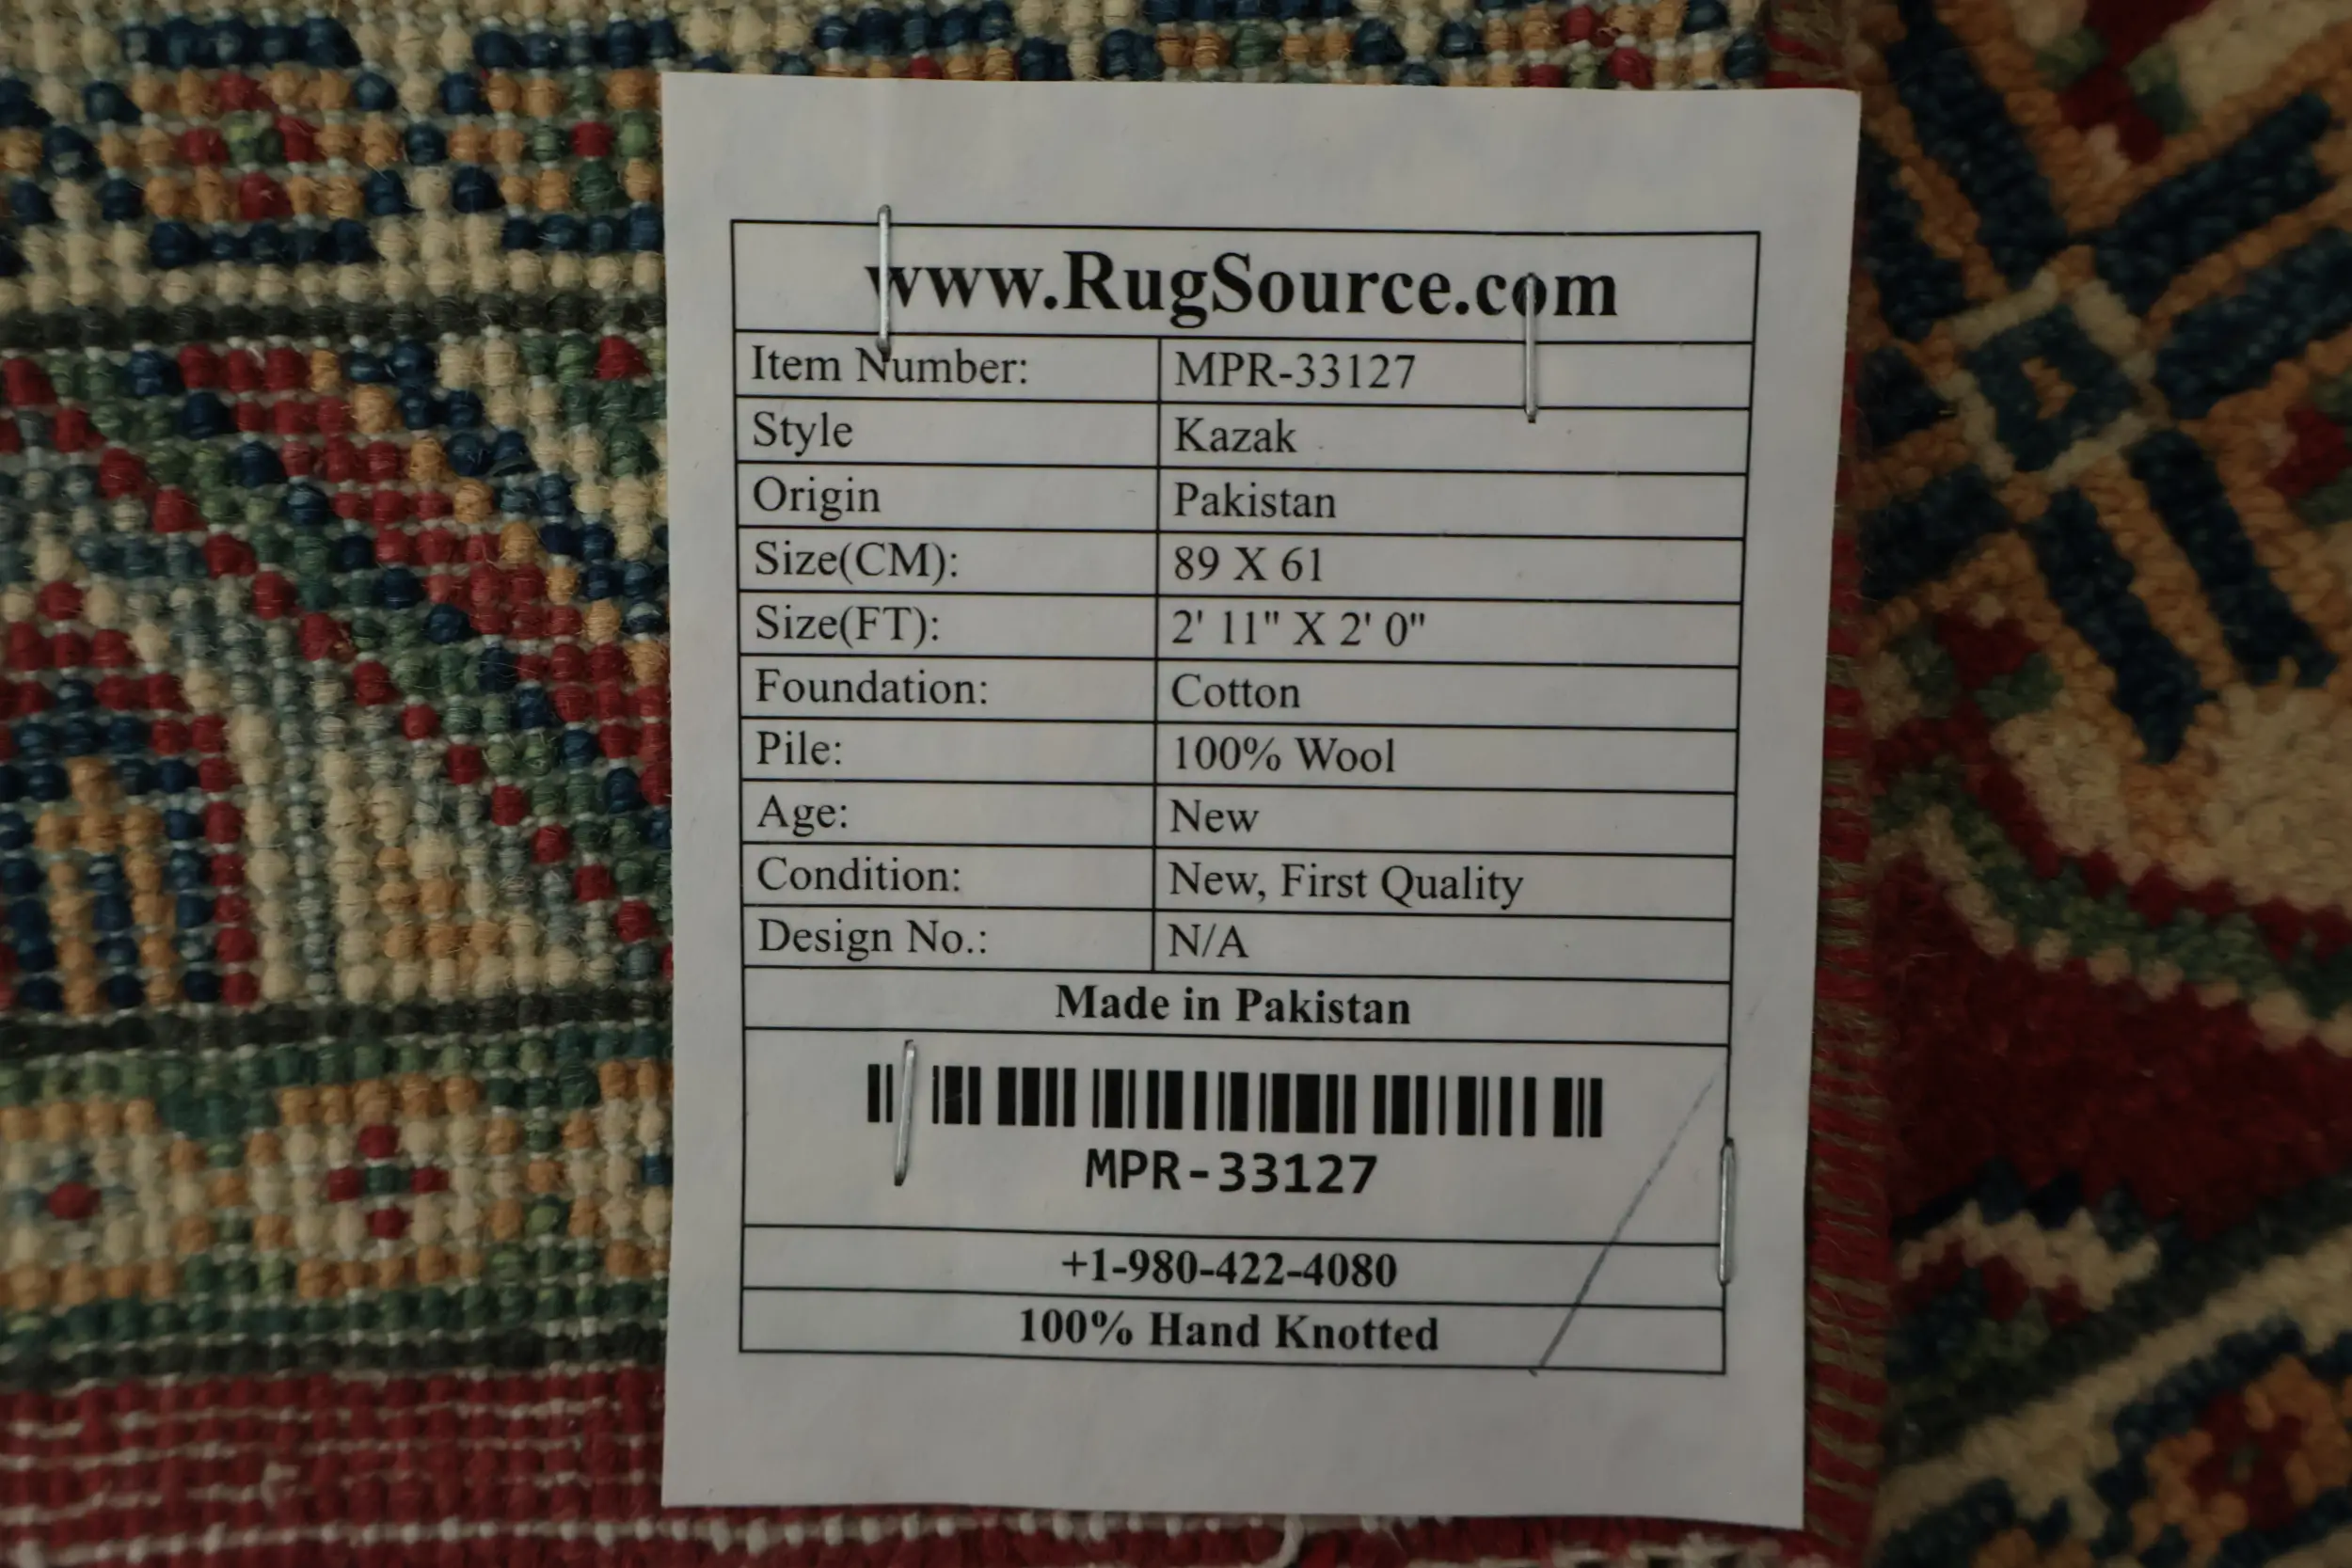 www.RugSource.com
Item Number: MPR-33127
Style Kazak
Origin Pakistan
Size(CM): 89 X 61
Size(FT): 2' 11" X 2' 0"
Foundation: Cotton
Pile: 100% Wool
Age: New
Condition: New, First Quality
Design No.: N/A
Made in Pakistan
MPR-33127
+1-980-422-4080
100% Hand Knotted